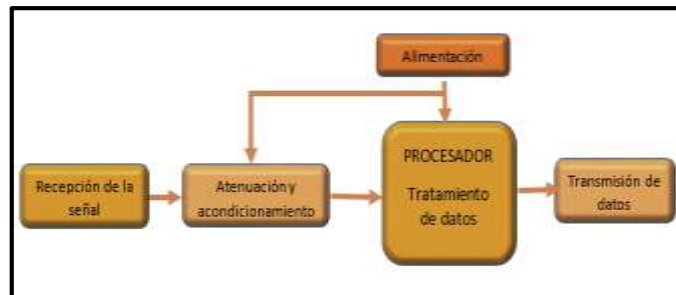 Alimentación
Recepción de la
señal
Atenuación y
acondicionamiento
PROCESADOR
Tratamiento
de datos
Transmisión de
datos